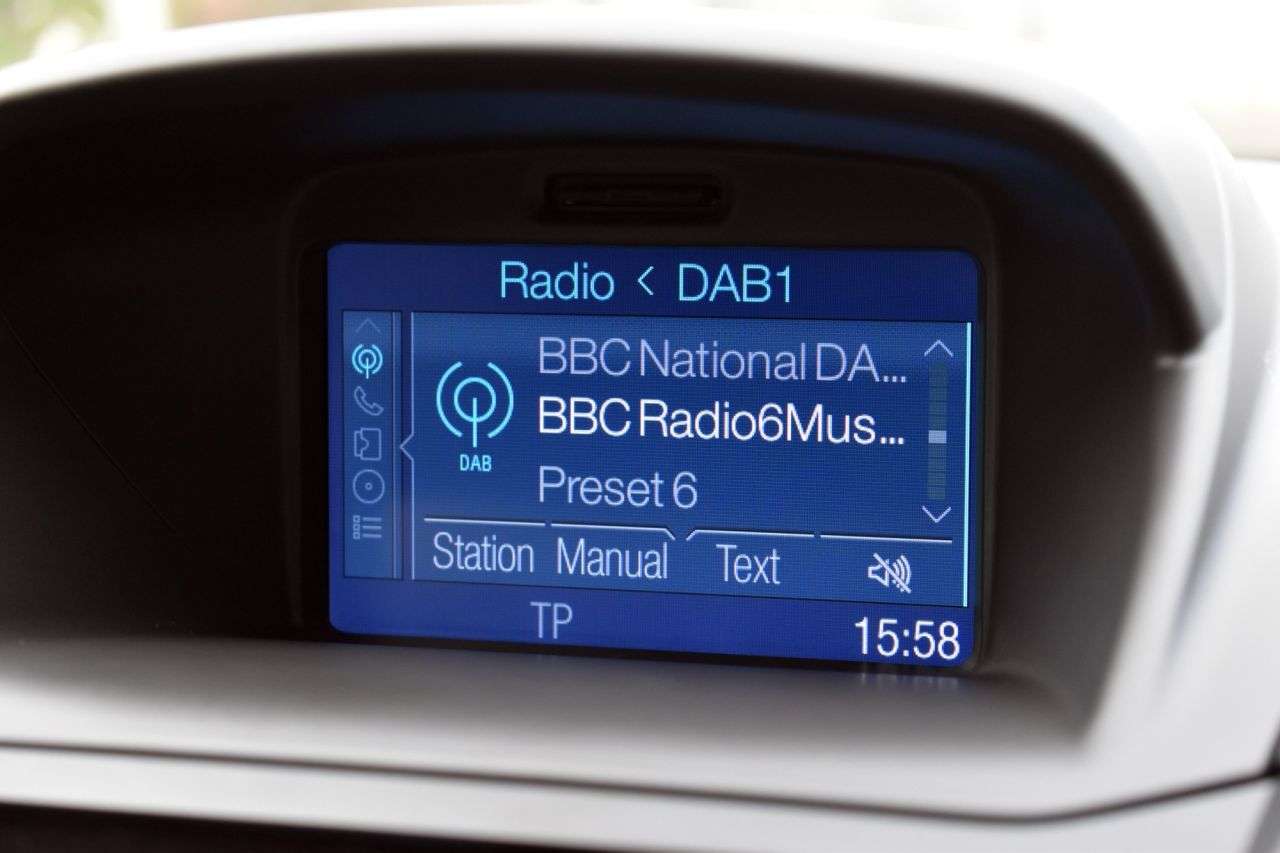 Radio < DAB1
BBC National DA...
BBC Radio6Mus...
DAB
Preset 6
Station Manual Text
TP
15:58